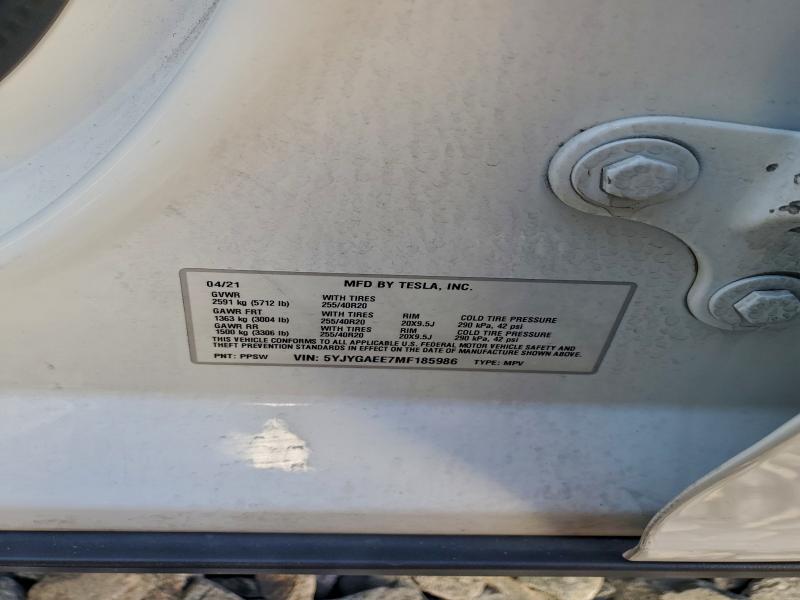 04/21 MFD BY TESLA, INC.
GVWR
2591 kg (5712 lb) WITH TIRES 255/40R20
GAWR FRT WITH TIRES RIM COLD TIRE PRESSURE
1363 kg (3004 lb) 255/40R20 20X9.5J 290 kPa, 42 psi
GAWR RR WITH TIRES RIM COLD TIRE PRESSURE
1500 kg (3306 lb) 255/40R20 20X9.5J 290 kPa, 42 psi
THIS VEHICLE CONFORMS TO ALL APPLICABLE U.S. FEDERAL MOTOR VEHICLE SAFETY AND
THEFT PREVENTION STANDARDS IN EFFECT ON THE DATE OF MANUFACTURE SHOWN ABOVE.
PNT: PPSW VIN: 5YJYGAEE7MF185986 TYPE: MPV